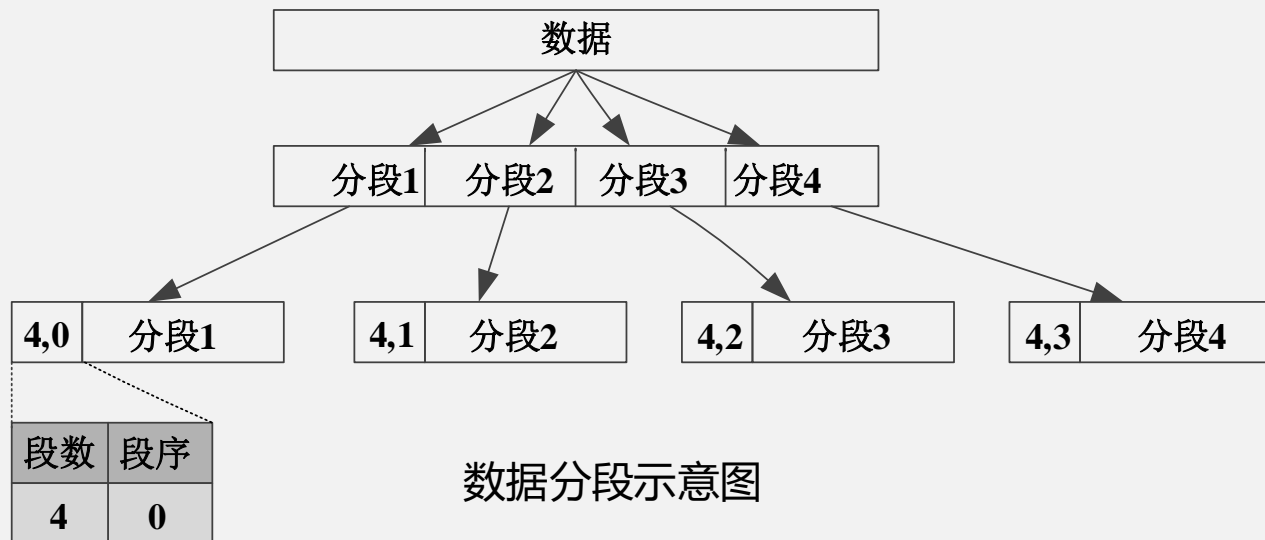 数据
分段1 分段2 分段3 分段4
4,0 分段1 4,1 分段2 4,2 分段3 4,3 分段4
段数 段序
4 0
数据分段示意图